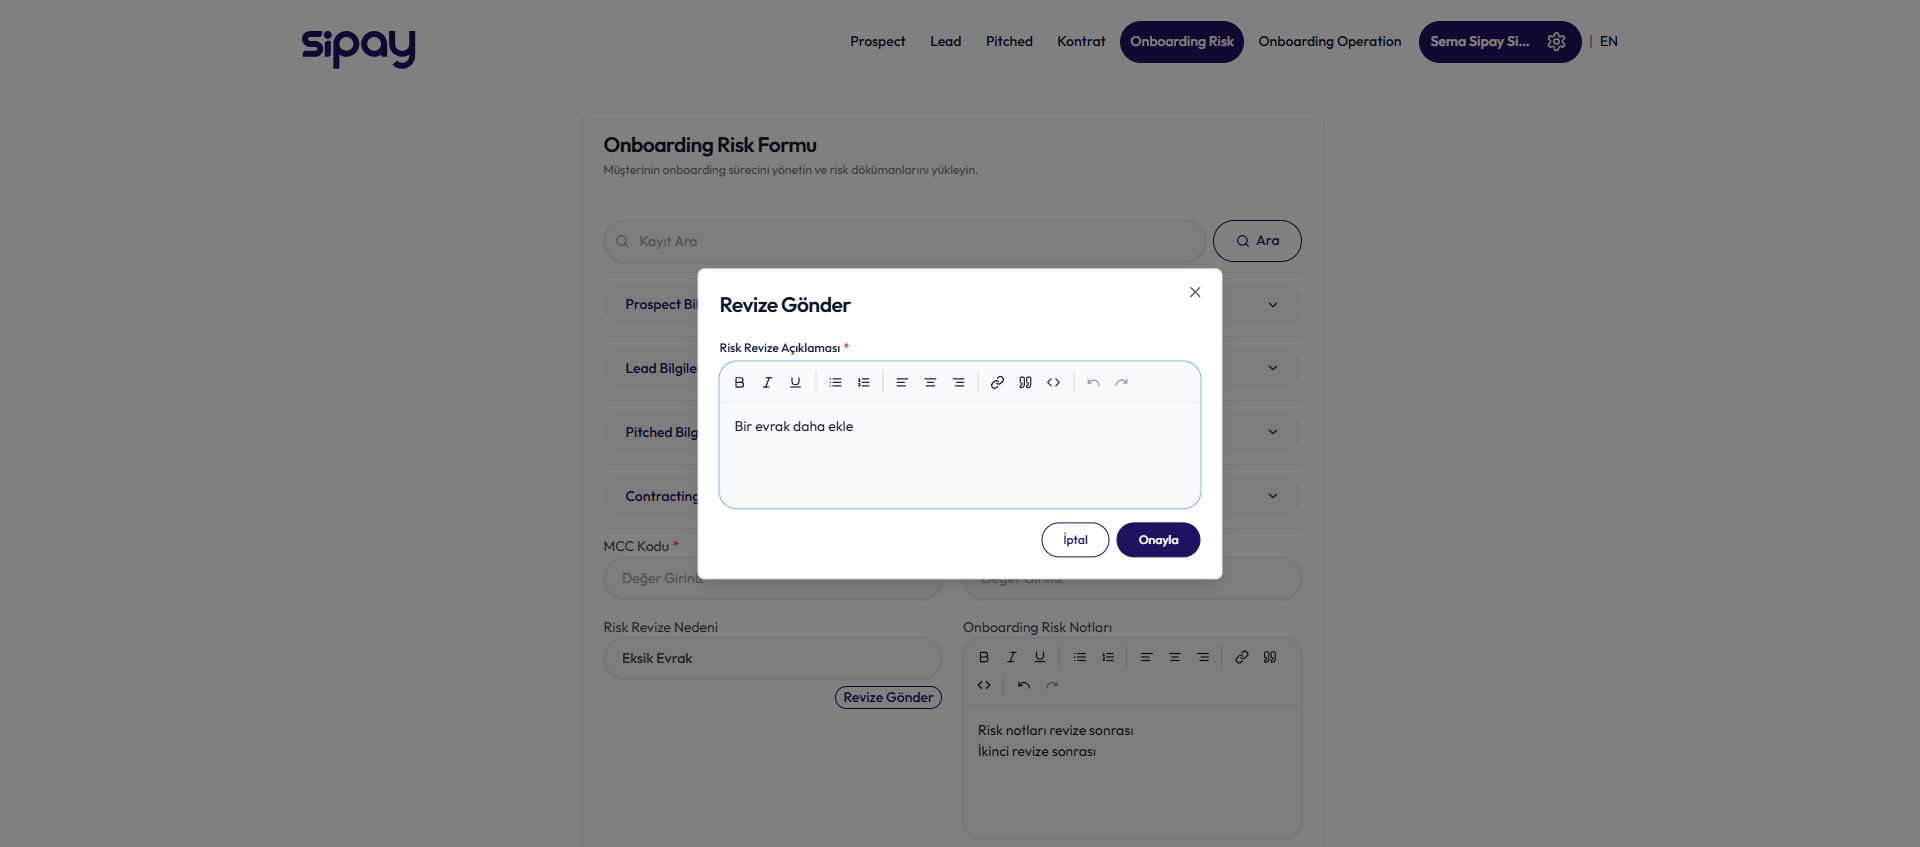 sipay
Prospect Lead Pitched Kontrat Onboarding Risk Onboarding Operation Sema Sipay Si... | EN
Onboarding Risk Formu
Müşterinin onboarding sürecini yönetin ve risk dökümanlarını yükleyin.
Kayıt Ara
Ara
Prospect Bil
Lead Bilgile
Pitched Bilg
Contracting
Revize Gönder
Risk Revize Açıklaması *
Bir evrak daha ekle
İptal Onayla
MCC Kodu *
Değer Giriniz Değer Giriniz
Risk Revize Nedeni
Eksik Evrak
Revize Gönder
Onboarding Risk Notları
Risk notları revize sonrası
İkinci revize sonrası